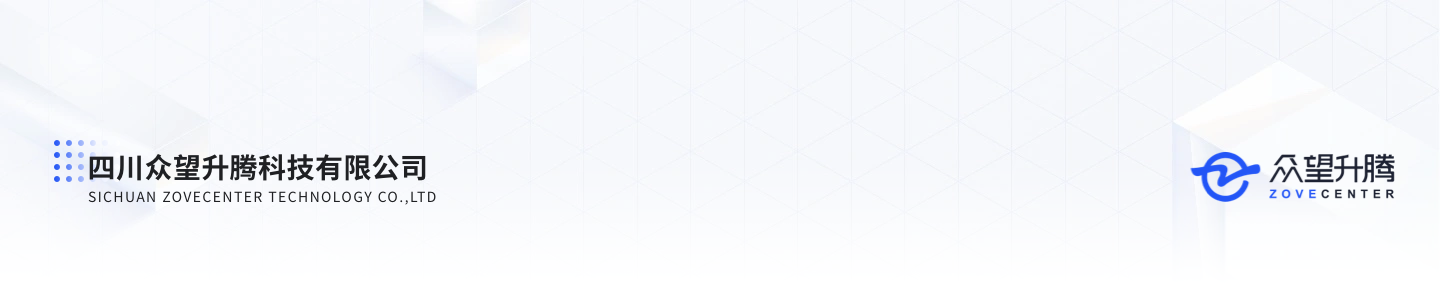 四川众望升腾科技有限公司
SICHUAN ZOVECENTER TECHNOLOGY CO.,LTD
众望升腾
ZOVECENTER